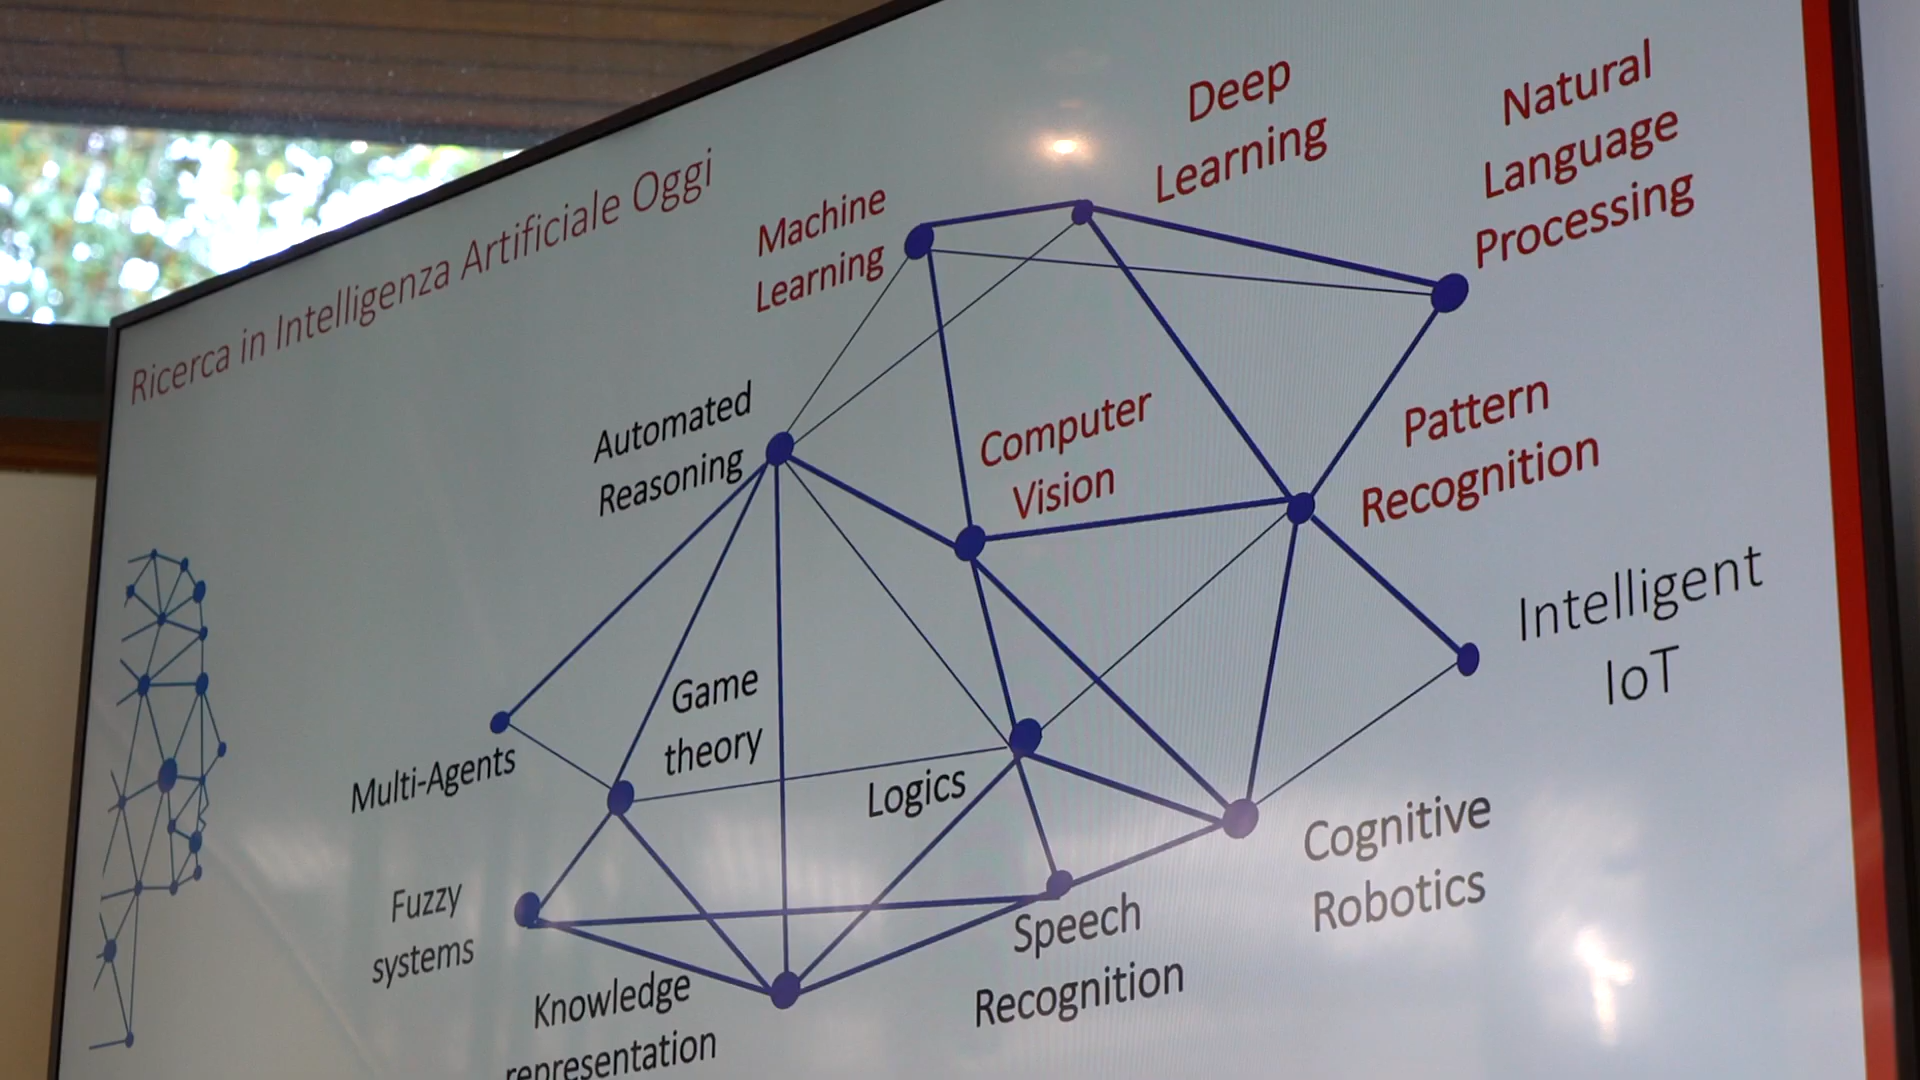 Ricerca in Intelligenza Artificiale Oggi
Deep
Learning
Natural
Language
Processing
Machine
Learning
Automated
Reasoning
Computer
Vision
Pattern
Recognition
Intelligent
IoT
Game
theory
Multi-Agents
Logics
Cognitive
Robotics
Fuzzy
systems
Speech
Recognition
Knowledge
representation